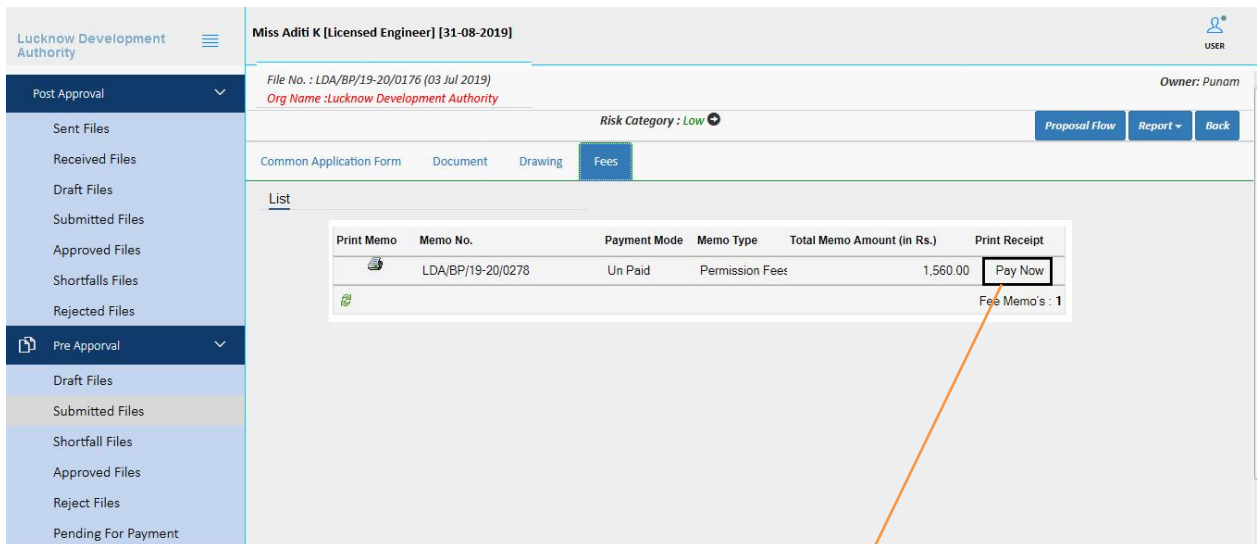 Lucknow Development
Authority
Miss Aditi K [Licensed Engineer] [31-08-2019]
USER
Post Approval
Sent Files
Received Files
Draft Files
Submitted Files
Approved Files
Shortfalls Files
Rejected Files
Pre Apporval
Draft Files
Submitted Files
Shortfall Files
Approved Files
Reject Files
Pending For Payment
File No. : LDA/BP/19-20/0176 (03 Jul 2019)
Owner: Punam
Org Name :Lucknow Development Authority
Risk Category : Low
Proposal Flow Report Back
Common Application Form Document Drawing Fees
List
Print Memo Memo No. Payment Mode Memo Type Total Memo Amount (in Rs.) Print Receipt
LDA/BP/19-20/0278 Un Paid Permission Fees 1,560.00 Pay Now
Fee Memo's : 1